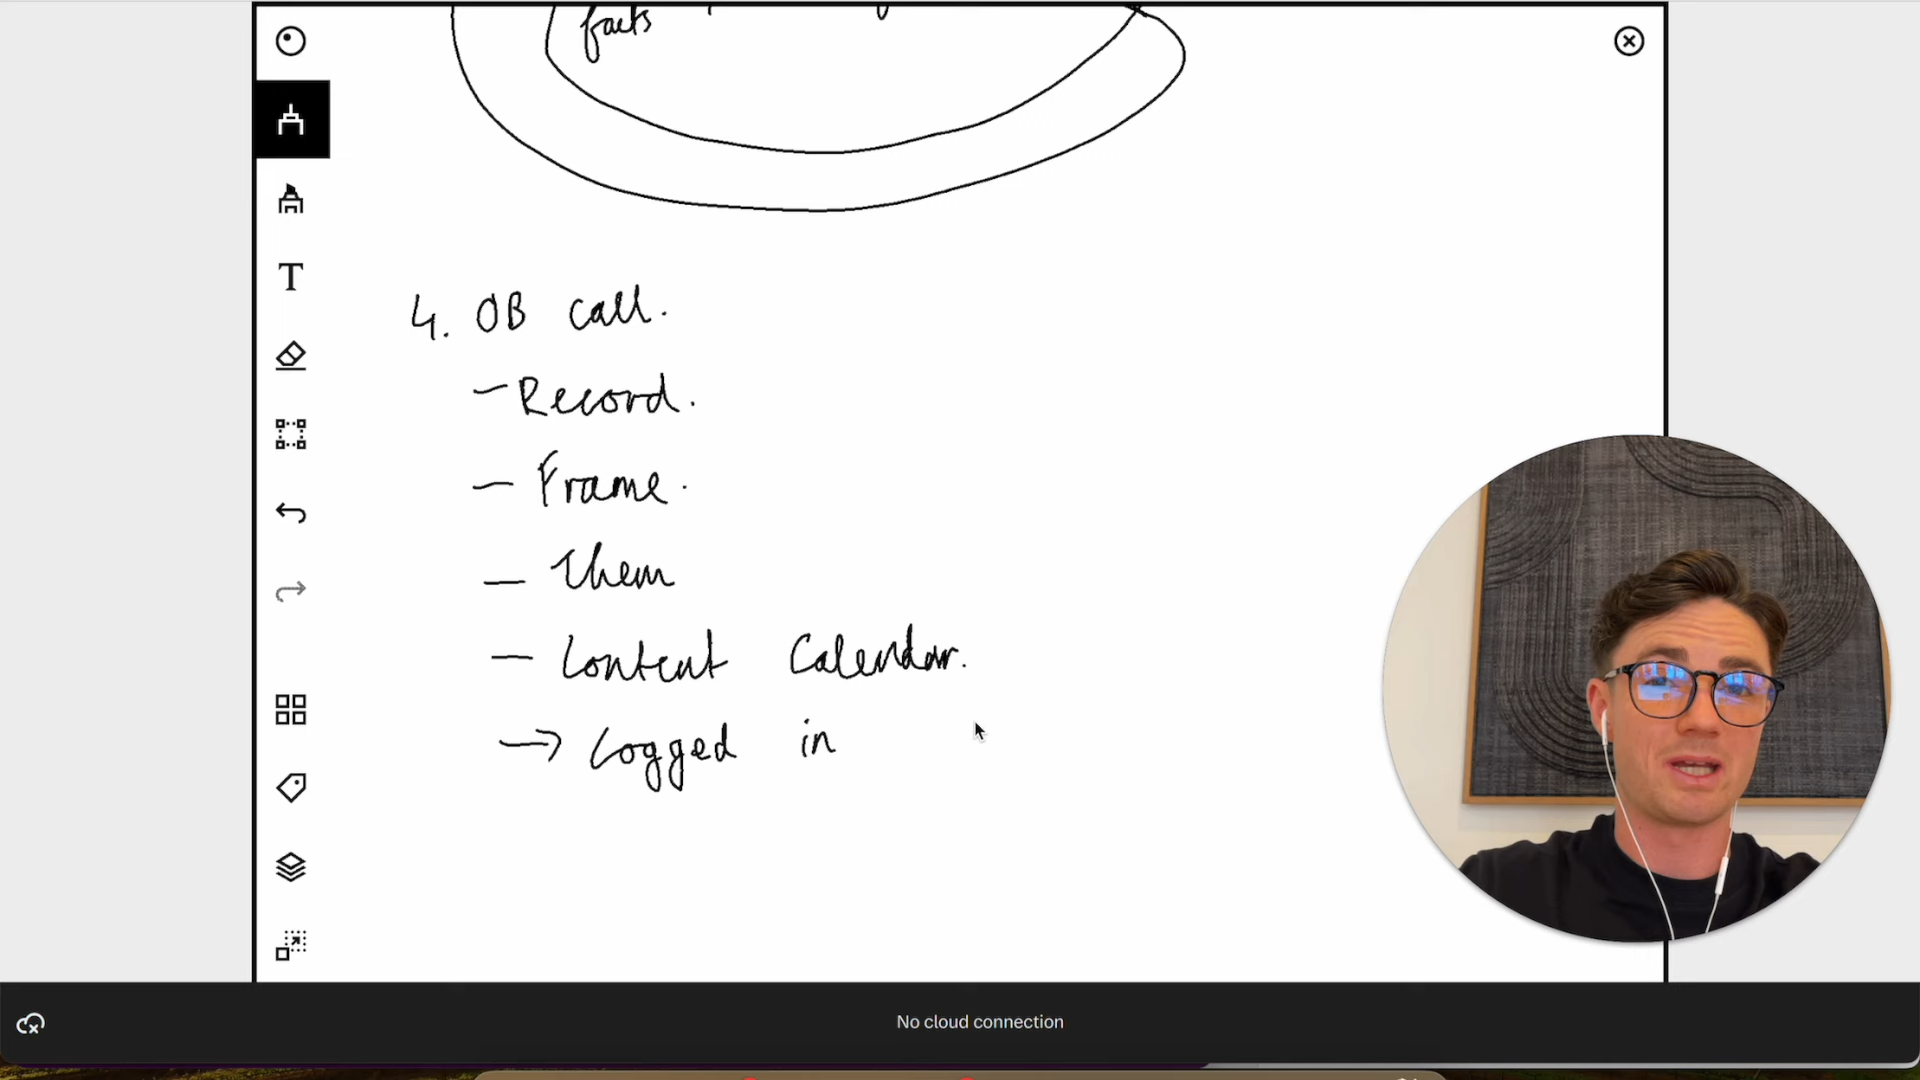 facts
4. OB call.
- Record.
- Frame.
- Them
- Content Calendar.
→ Logged in
No cloud connection